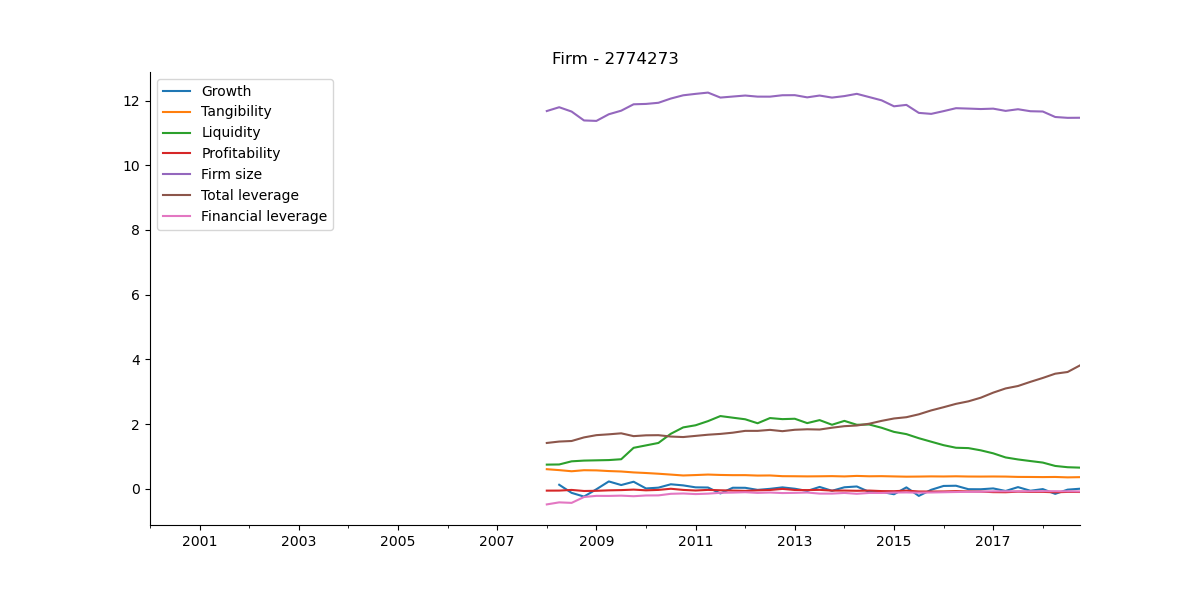 Firm - 2774273
Growth
Tangibility
Liquidity
Profitability
Firm size
Total leverage
Financial leverage
12
10
8
6
4
2
0
2001 2003 2005 2007 2009 2011 2013 2015 2017